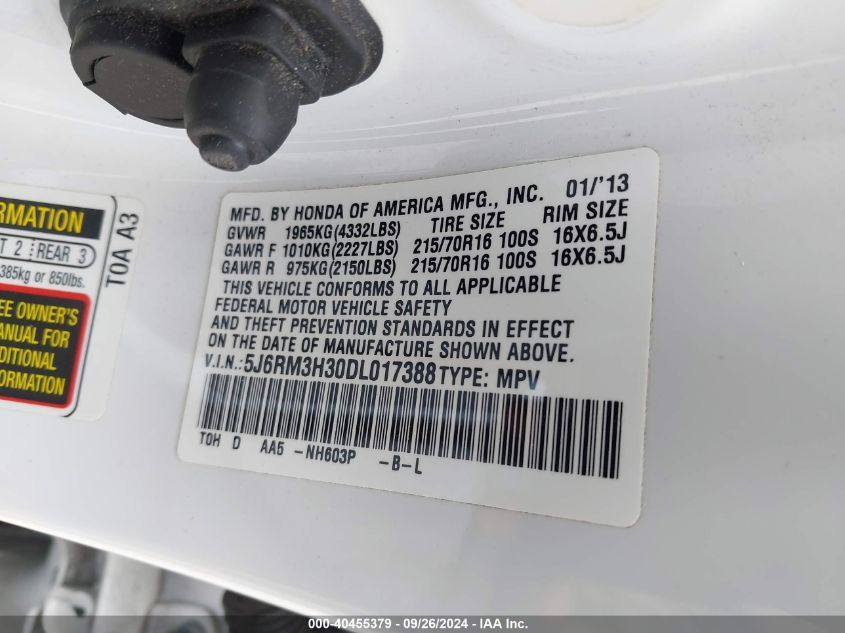 RMATION
T 2 REAR 3
385kg or 850lbs.
EE OWNER'S
ANUAL FOR
DITIONAL
FORMATION
T0A A3
MFD. BY HONDA OF AMERICA MFG., INC. 01/'13
GVWR 1965KG(4332LBS) TIRE SIZE RIM SIZE
GAWR F 1010KG(2227LBS) 215/70R16 100S 16X6.5J
GAWR R 975KG(2150LBS) 215/70R16 100S 16X6.5J
THIS VEHICLE CONFORMS TO ALL APPLICABLE
FEDERAL MOTOR VEHICLE SAFETY
AND THEFT PREVENTION STANDARDS IN EFFECT
ON THE DATE OF MANUFACTURE SHOWN ABOVE.
V.I.N.:5J6RM3H30DL017388 TYPE: MPV
T0H D AA5 -NH603P -B-L
000-40455379 - 09/26/2024 - IAA Inc.